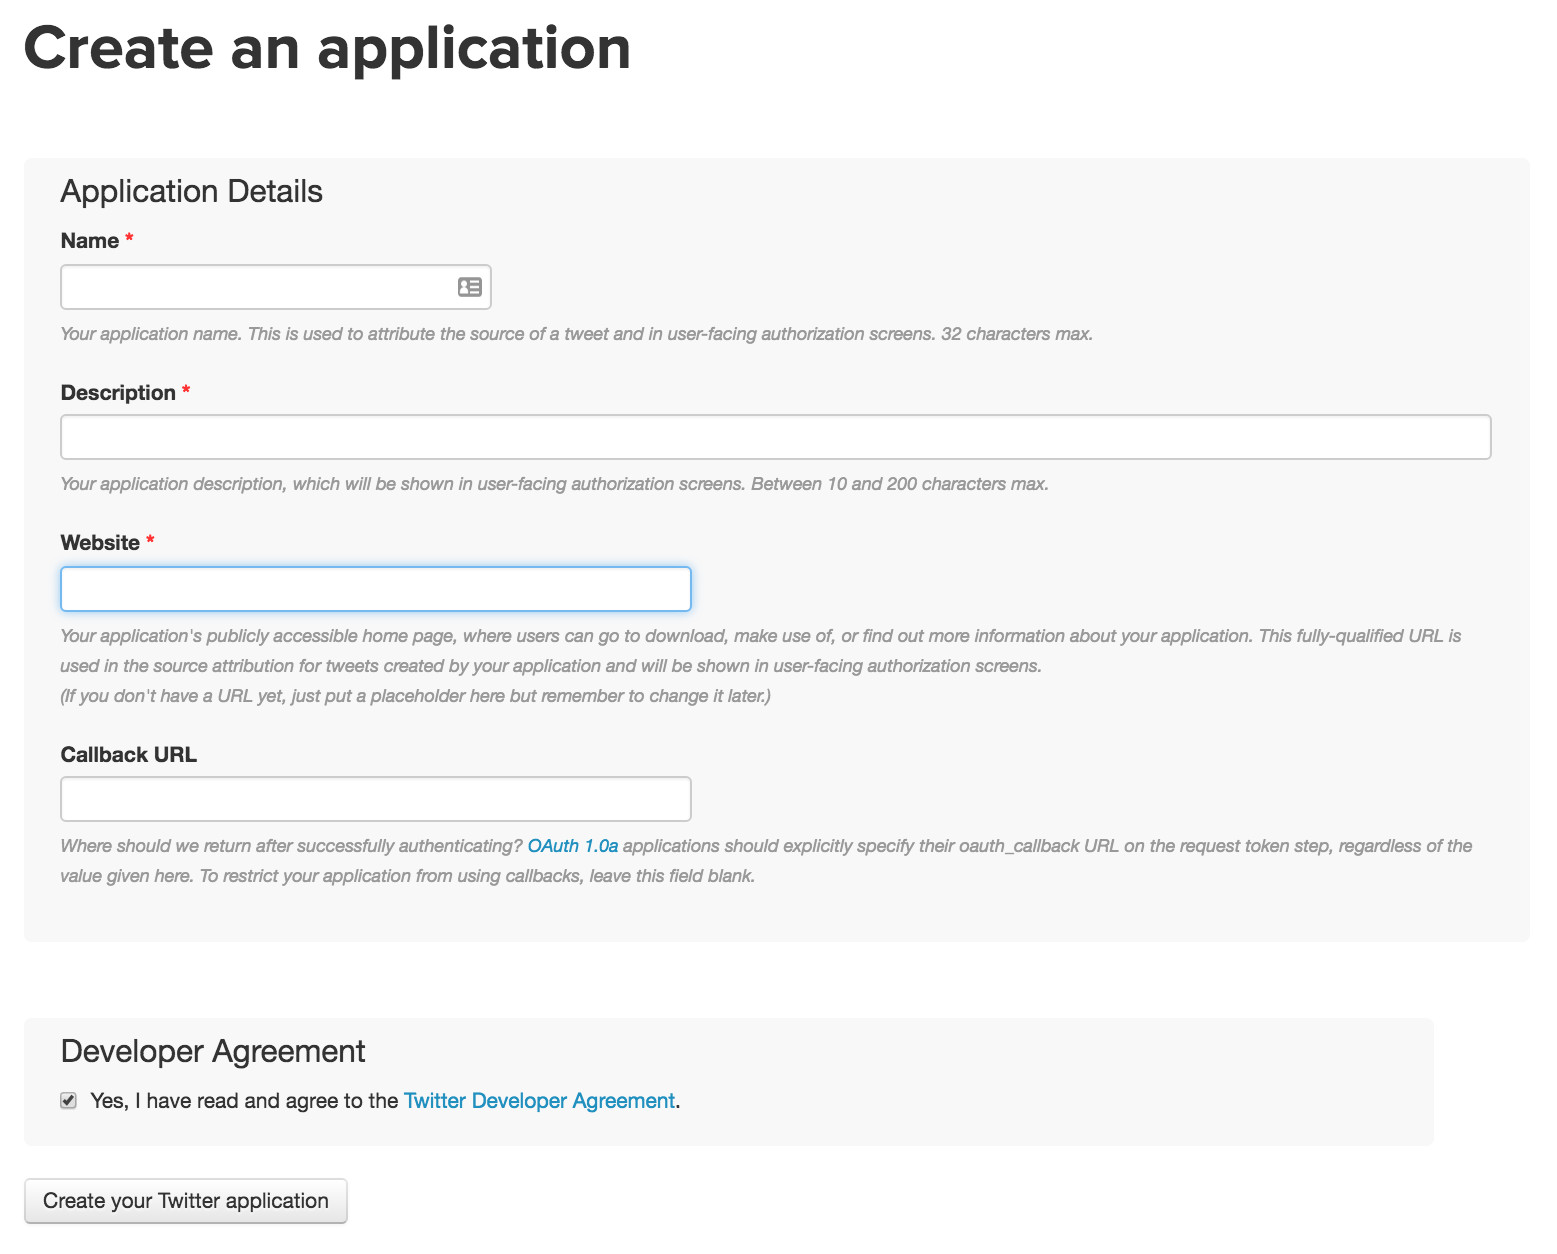 Create an application
Application Details
Name *
Your application name. This is used to attribute the source of a tweet and in user-facing authorization screens. 32 characters max.
Description *
Your application description, which will be shown in user-facing authorization screens. Between 10 and 200 characters max.
Website *
Your application's publicly accessible home page, where users can go to download, make use of, or find out more information about your application. This fully-qualified URL is
used in the source attribution for tweets created by your application and will be shown in user-facing authorization screens.
(If you don't have a URL yet, just put a placeholder here but remember to change it later.)
Callback URL
Where should we return after successfully authenticating? OAuth 1.0a applications should explicitly specify their oauth_callback URL on the request token step, regardless of the
value given here. To restrict your application from using callbacks, leave this field blank.
Developer Agreement
Yes, I have read and agree to the Twitter Developer Agreement.
Create your Twitter application